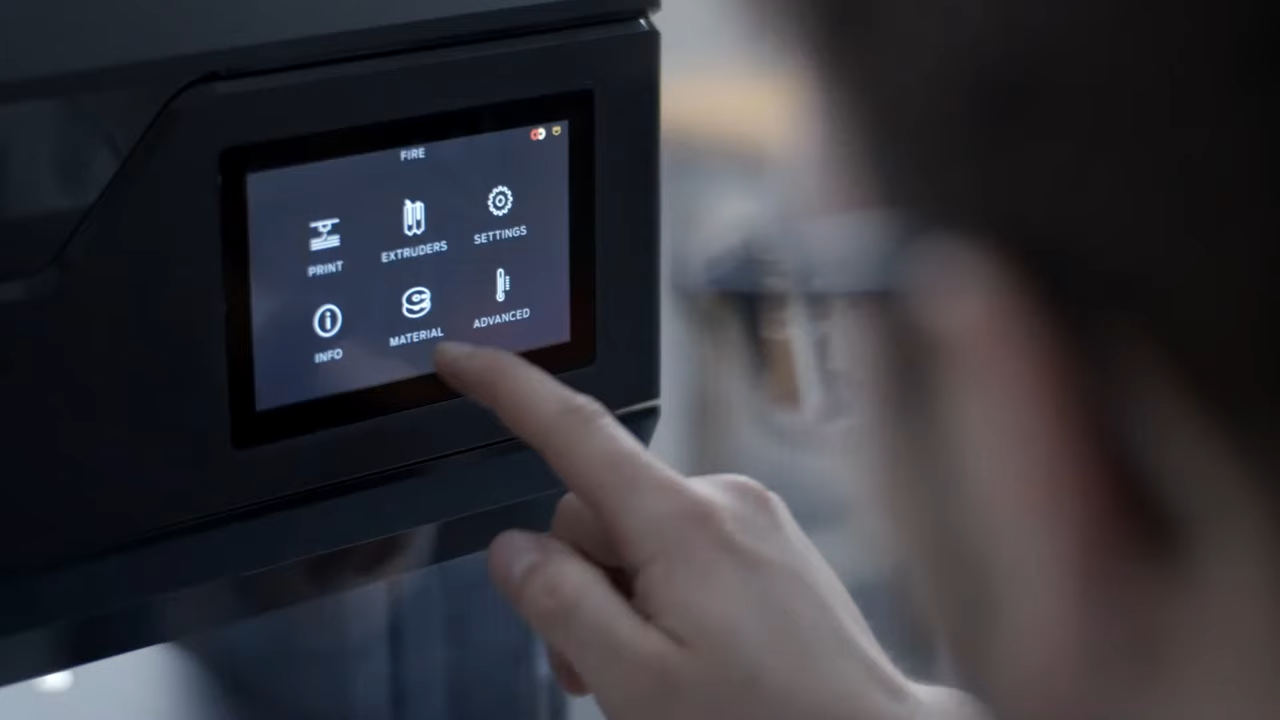 FIRE
PRINT
EXTRUDERS
SETTINGS
INFO
MATERIAL
ADVANCED